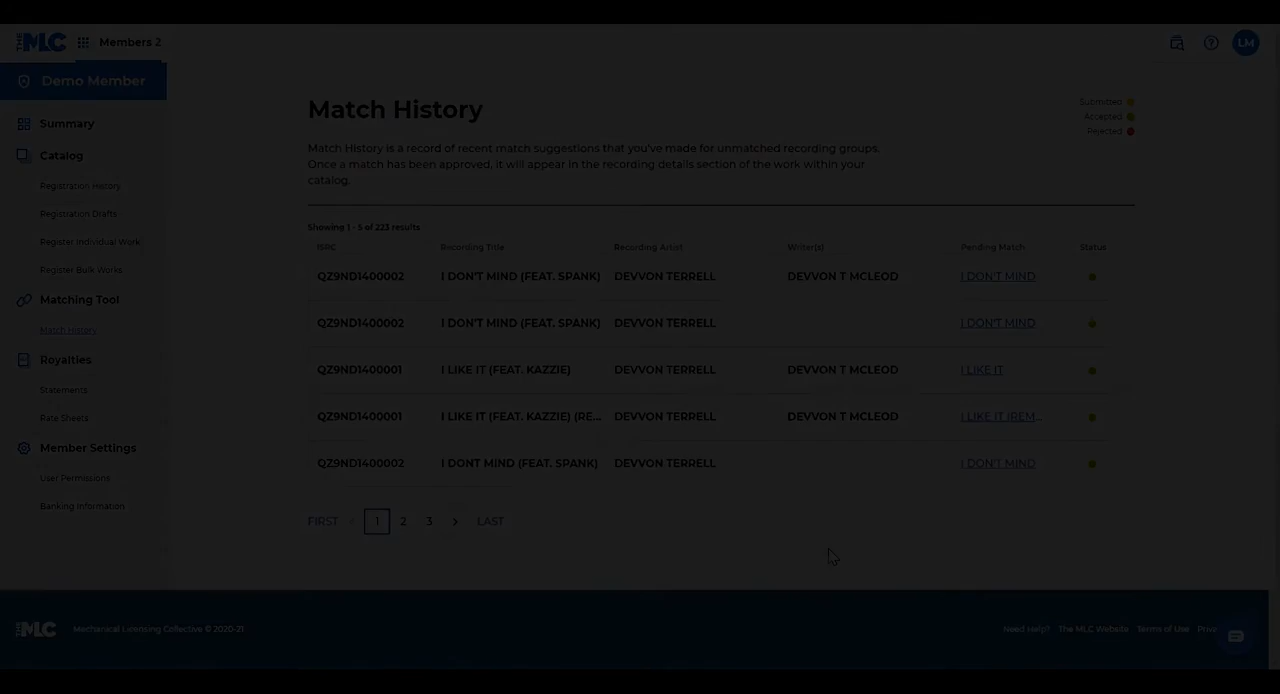 THE MLC
Members 2
LM
Demo Member
Summary
Catalog
Registration History
Registration Drafts
Register Individual Work
Register Bulk Works
Matching Tool
Match History
Royalties
Statements
Rate Sheets
Member Settings
User Permissions
Banking Information
Match History
Submitted
Accepted
Rejected
Match History is a record of recent match suggestions that you've made for unmatched recording groups.
Once a match has been approved, it will appear in the recording details section of the work within your
catalog.
Showing 1 - 5 of 223 results
ISRC Recording Title Recording Artist Writer(s) Pending Match Status
QZ9ND1400002 I DON'T MIND (FEAT. SPANK) DEVVON TERRELL DEVVON T MCLEOD I DON'T MIND
QZ9ND1400002 I DON'T MIND (FEAT. SPANK) DEVVON TERRELL I DON'T MIND
QZ9ND1400001 I LIKE IT (FEAT. KAZZIE) DEVVON TERRELL DEVVON T MCLEOD I LIKE IT
QZ9ND1400001 I LIKE IT (FEAT. KAZZIE) (RE... DEVVON TERRELL DEVVON T MCLEOD I LIKE IT (REM...
QZ9ND1400002 I DONT MIND (FEAT. SPANK) DEVVON TERRELL I DON'T MIND
FIRST 1 2 3 LAST
THE MLC Mechanical Licensing Collective © 2020-21 Need Help? The MLC Website Terms of Use